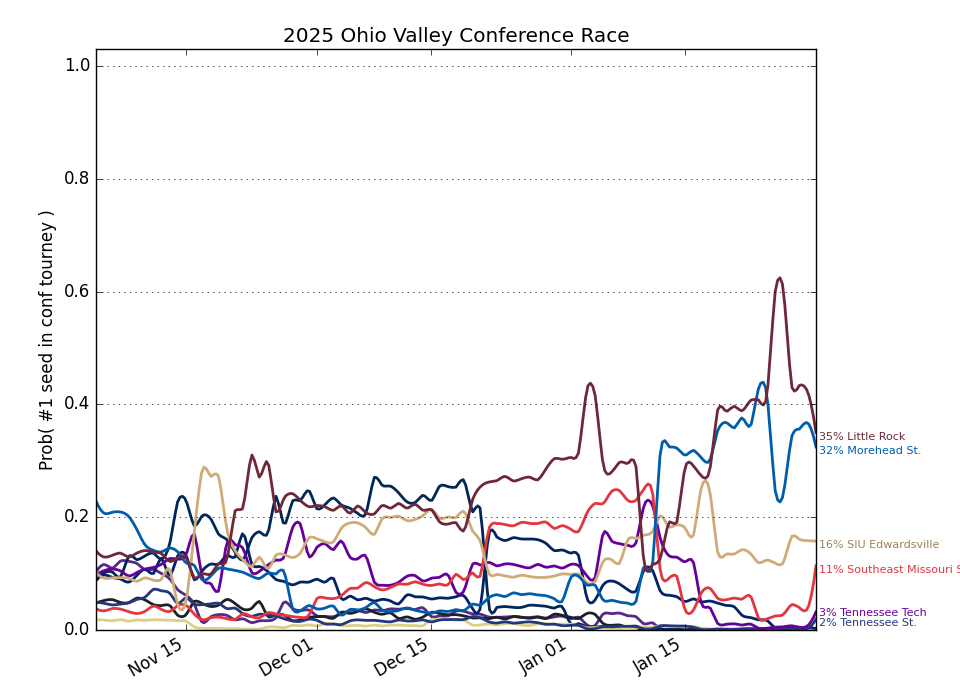 2025 Ohio Valley Conference Race
Prob( #1 seed in conf tourney )
1.0
0.8
0.6
0.4
0.2
0.0
Nov 15
Dec 01
Dec 15
Jan 01
Jan 15
35% Little Rock
32% Morehead St.
16% SIU Edwardsville
11% Southeast Missouri S
3% Tennessee Tech
2% Tennessee St.